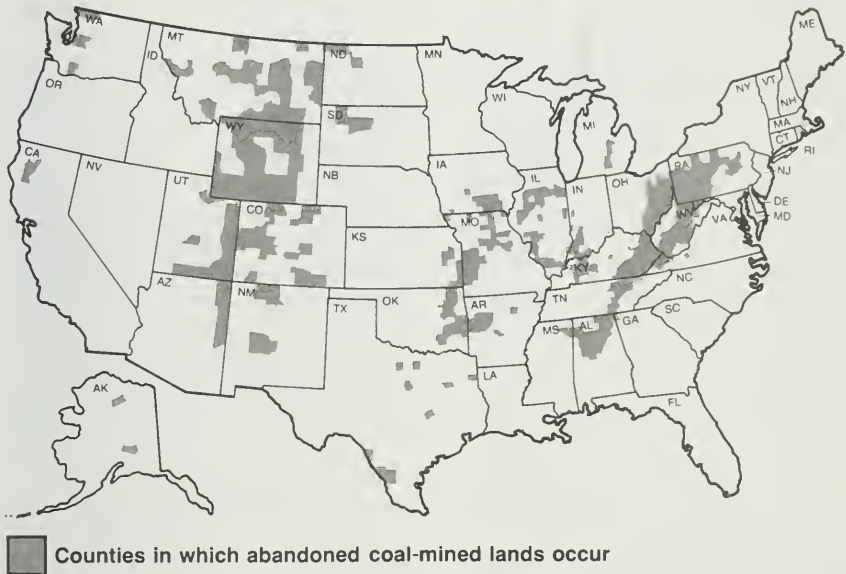 WA
MT
ND
MN
ME
ID
OR
SD
WI
MI
NY
VT
NH
MA
CT
RI
WY
CA
NV
UT
NB
IA
IL
IN
OH
PA
NJ
DE
MD
CO
KS
MO
WV
VA
KY
AZ
NM
OK
TX
AR
TN
NC
SC
MS
AL
GA
LA
FL
AK
Counties in which abandoned coal-mined lands occur